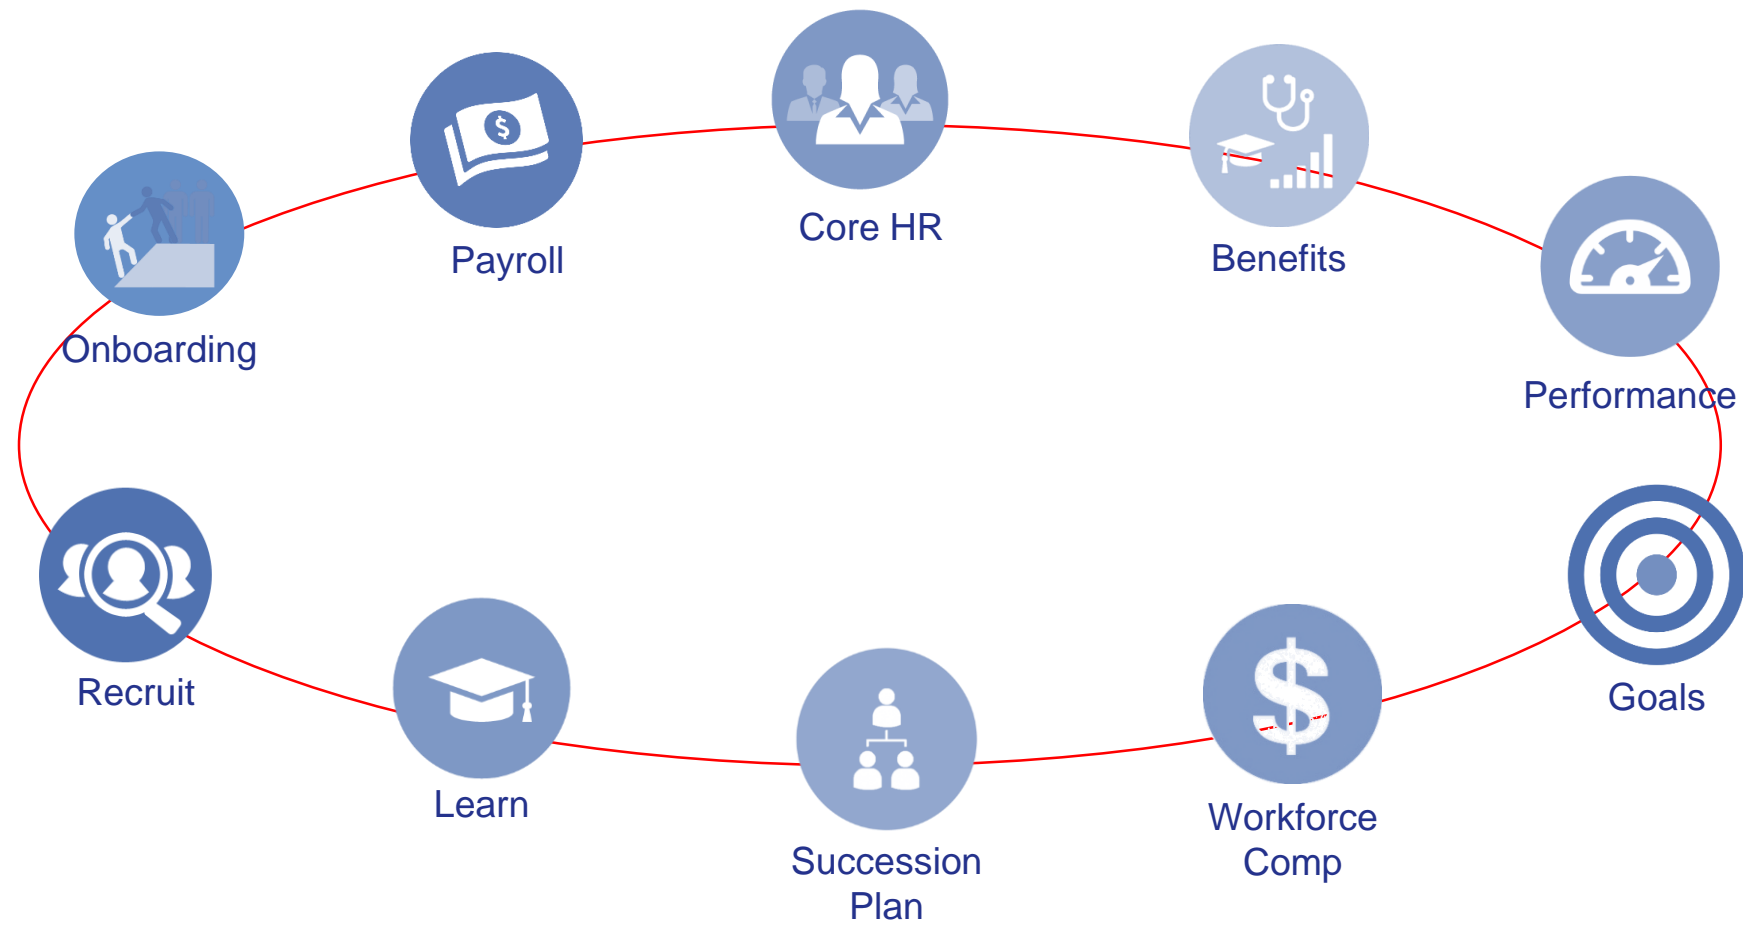 Core HR
Payroll
Benefits
Onboarding
Performance
Recruit
Goals
Learn
Workforce
Comp
Succession
Plan